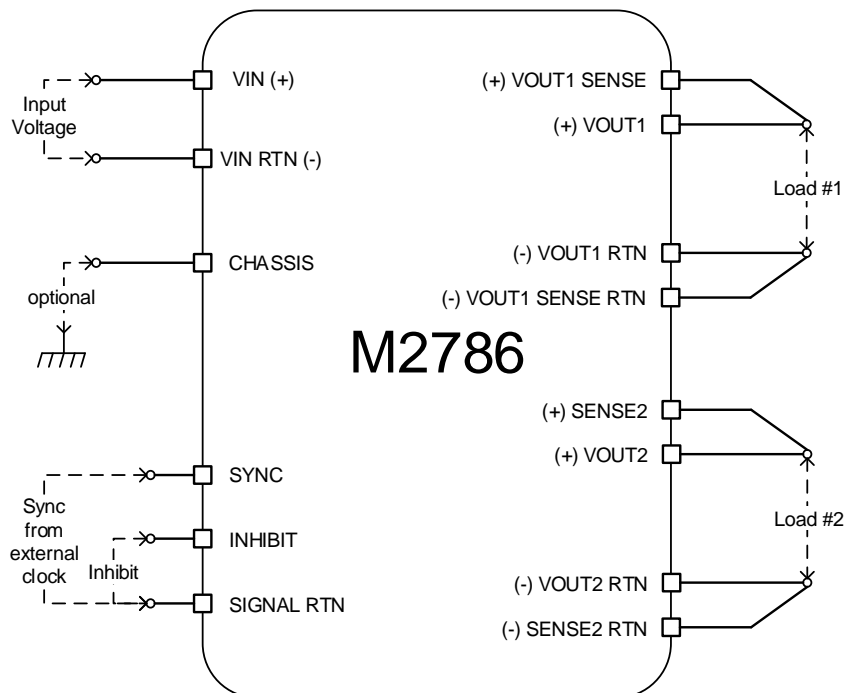 VIN (+)
Input
Voltage
VIN RTN (-)
CHASSIS
optional
SYNC
Sync
from
external
clock
INHIBIT
Inhibit
SIGNAL RTN
M2786
(+) VOUT1 SENSE
(+) VOUT1
Load #1
(-) VOUT1 RTN
(-) VOUT1 SENSE RTN
(+) SENSE2
(+) VOUT2
Load #2
(-) VOUT2 RTN
(-) SENSE2 RTN